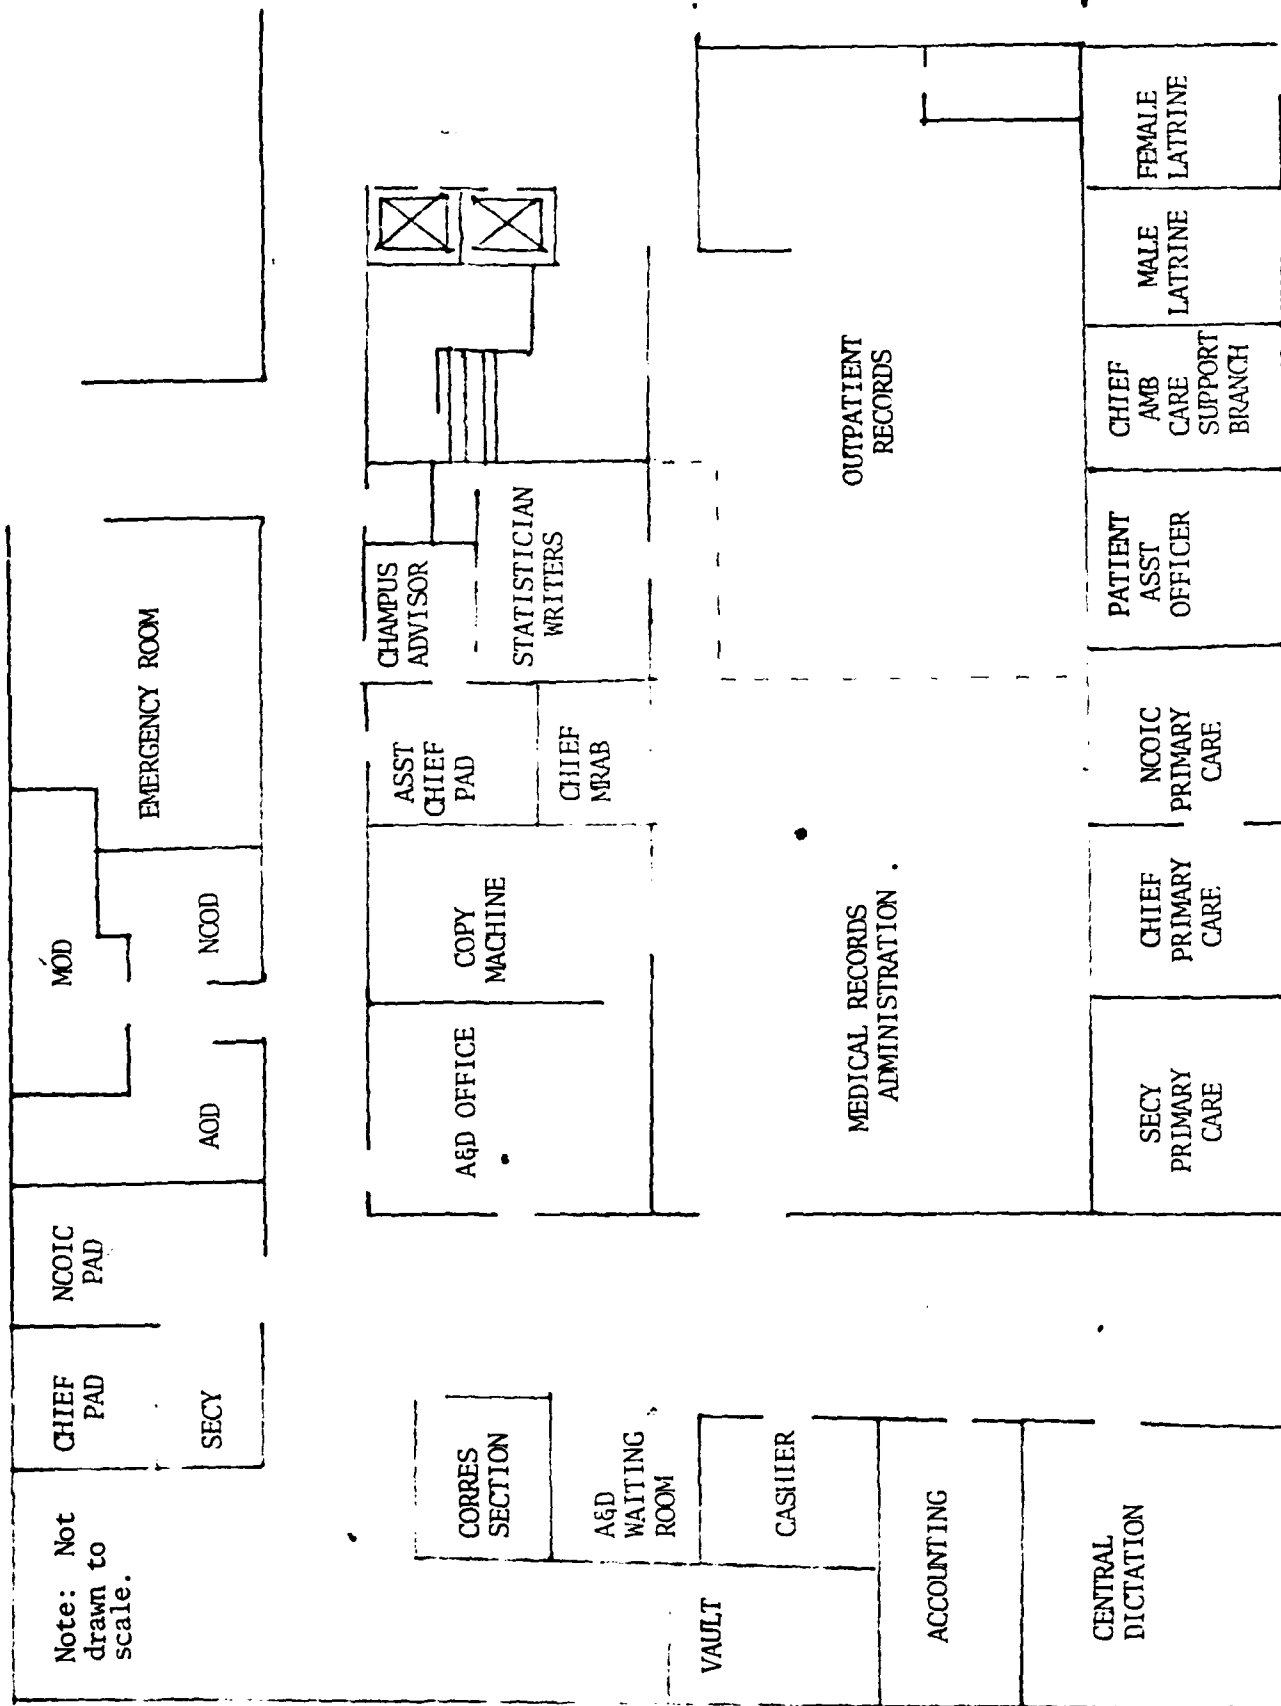 Note: Not
drawn to
scale.
CHIEF
PAD
SECY
NCOIC
PAD
AOD
MOD
NCOD
EMERGENCY ROOM
CORRES
SECTION
A&D
WAITING
ROOM
VAULT
CASHIER
ACCOUNTING
CENTRAL
DICTATION
A&D OFFICE
COPY
MACHINE
ASST
CHIEF
PAD
CHIEF
MRAB
CHAMPUS
ADVISOR
STATISTICIAN
WRITERS
MEDICAL RECORDS
ADMINISTRATION
OUTPATIENT
RECORDS
SECY
PRIMARY
CARE
CHIEF
PRIMARY
CARE
NCOIC
PRIMARY
CARE
PATIENT
ASST
OFFICER
CHIEF
AMB
CARE
SUPPORT
BRANCH
MALE
LATRINE
FEMALE
LATRINE